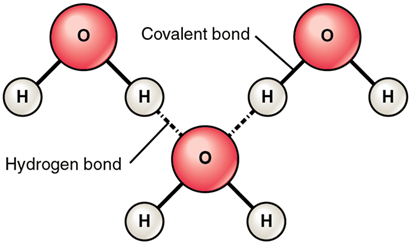 O Covalent bond O
H H H H
Hydrogen bond O
H H